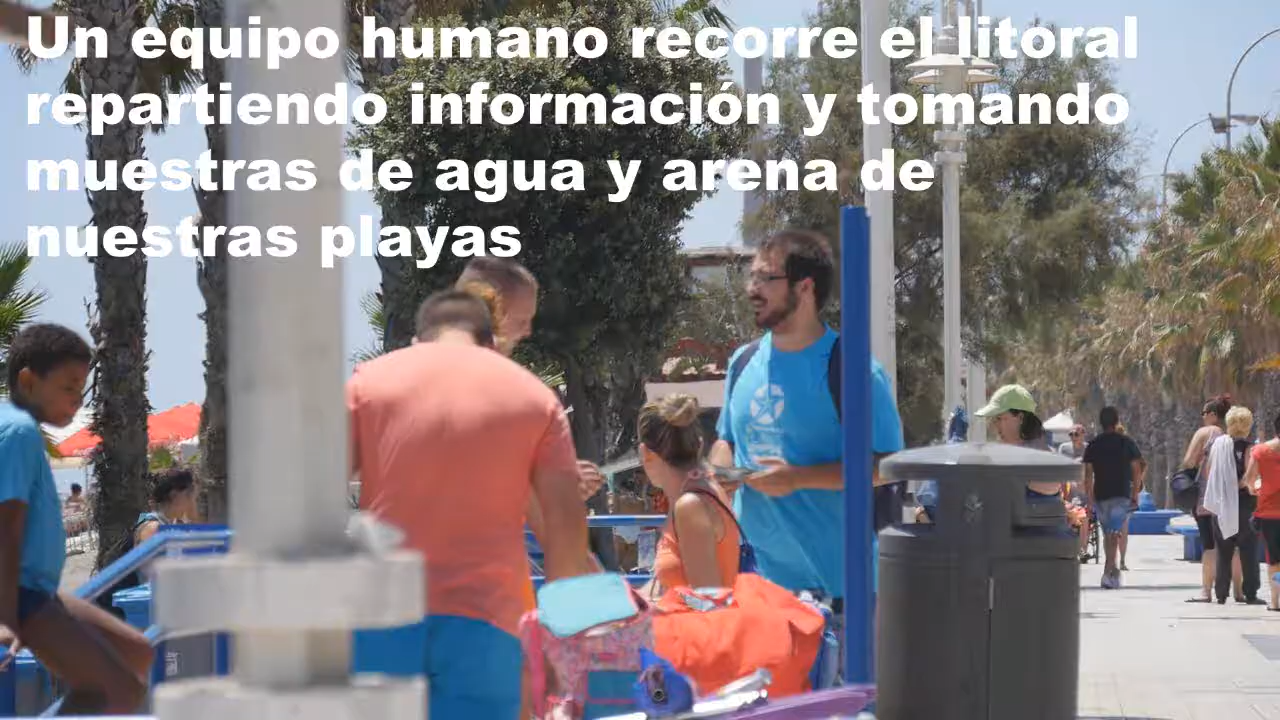 Un equipo humano recorre el litoral
repartiendo información y tomando
muestras de agua y arena de
nuestras playas